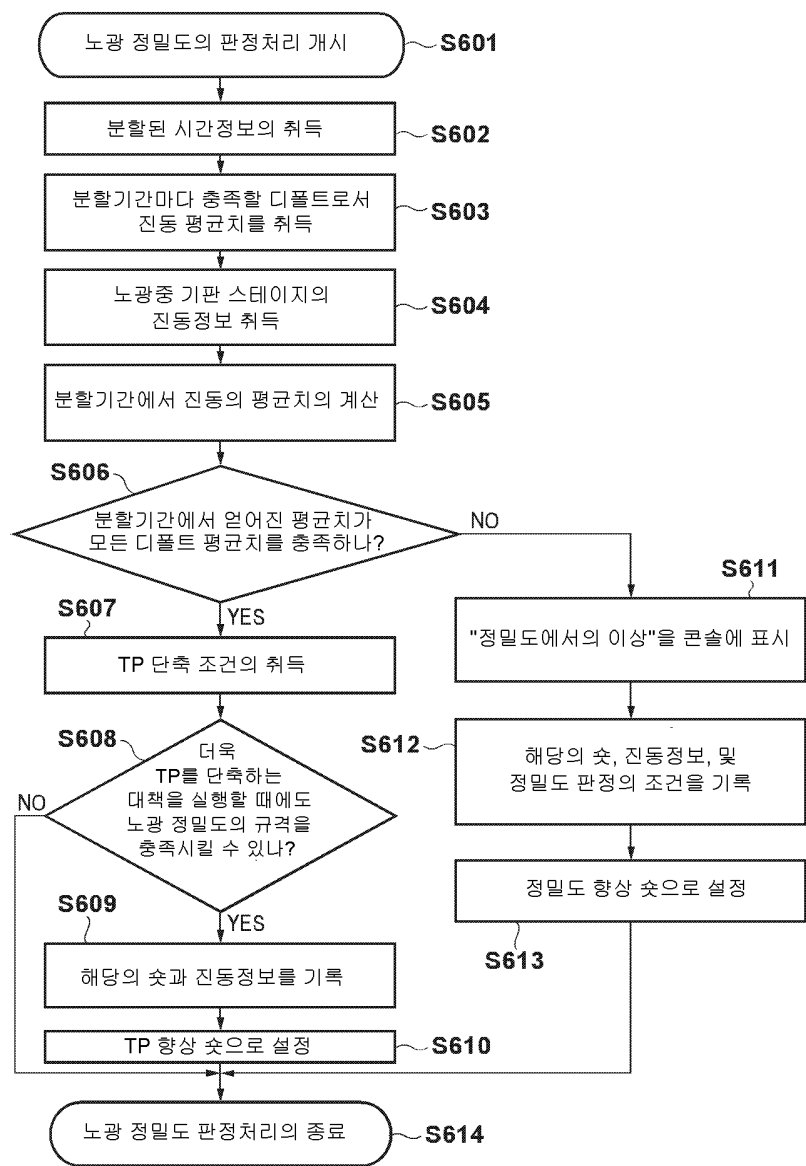 노광 정밀도의 판정처리 개시
S601
분할된 시간정보의 취득
S602
분할기간마다 충족할 디폴트로서
진동 평균치를 취득
S603
노광중 기판 스테이지의
진동정보 취득
S604
분할기간에서 진동의 평균치의 계산
S605
S606
분할기간에서 얻어진 평균치가
모든 디폴트 평균치를 충족하나?
NO
YES
S607
TP 단축 조건의 취득
S608
더욱
TP를 단축하는
대책을 실행할 때에도
노광 정밀도의 규격을
충족시킬 수 있나?
NO
YES
S609
해당의 숏과 진동정보를 기록
TP 향상 숏으로 설정
S610
S611
"정밀도에서의 이상"을 콘솔에 표시
S612
해당의 숏, 진동정보, 및
정밀도 판정의 조건을 기록
정밀도 향상 숏으로 설정
S613
노광 정밀도 판정처리의 종료
S614